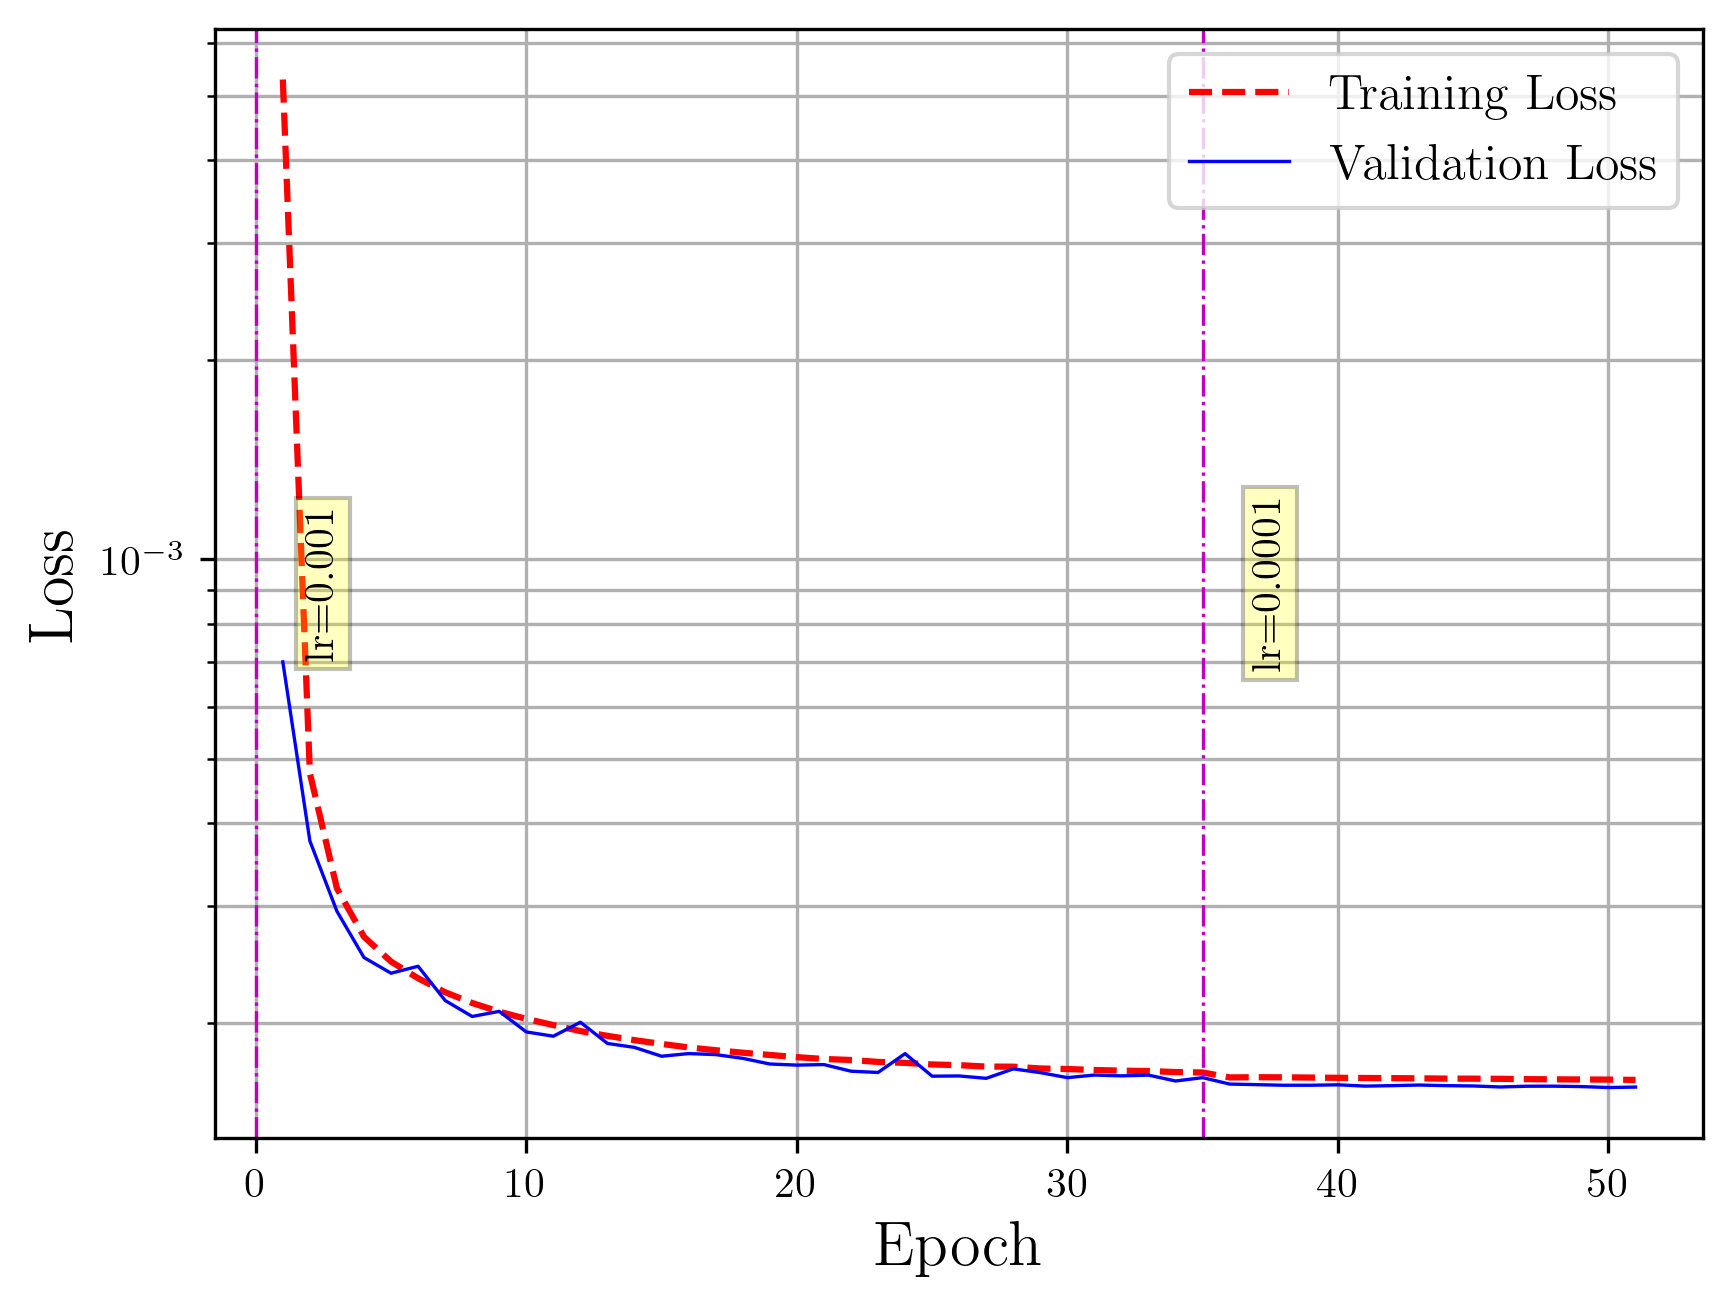 Training Loss
Validation Loss
Loss
10⁻³
lr=0.001
lr=0.0001
0 10 20 30 40 50
Epoch